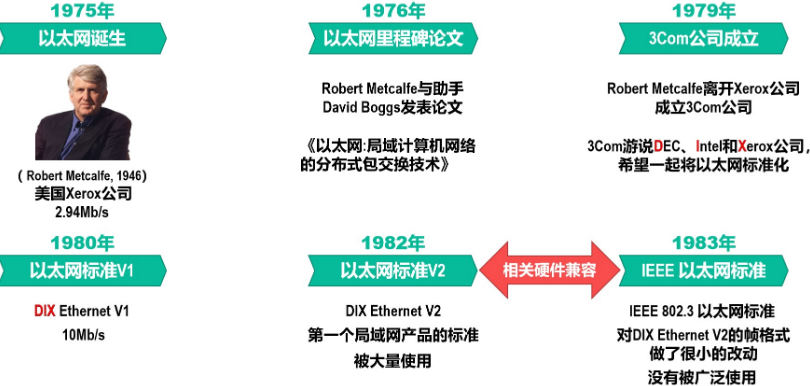 1975年
以太网诞生
（Robert Metcalfe, 1946）
美国Xerox公司
2.94Mb/s
1976年
以太网里程碑论文
Robert Metcalfe与助手
David Boggs发表论文
《以太网:局域计算机网络
的分布式包交换技术》
1979年
3Com公司成立
Robert Metcalfe离开Xerox公司
成立3Com公司
3Com游说DEC、Intel和Xerox公司，
希望一起将以太网标准化
1980年
以太网标准V1
DIX Ethernet V1
10Mb/s
1982年
以太网标准V2
DIX Ethernet V2
第一个局域网产品的标准
被大量使用
相关硬件兼容
1983年
IEEE 以太网标准
IEEE 802.3 以太网标准
对DIX Ethernet V2的帧格式
做了很小的改动
没有被广泛使用